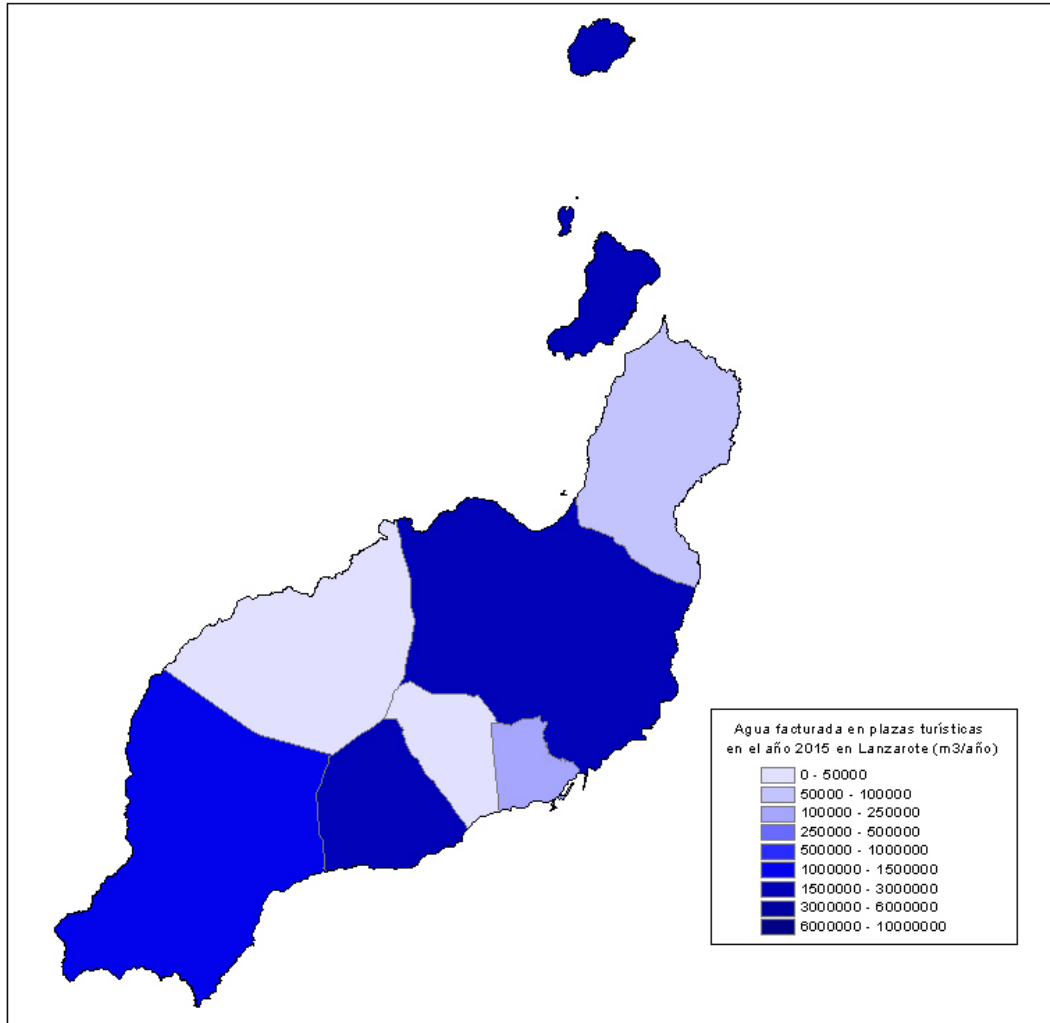 Agua facturada en plazas turísticas
en el año 2015 en Lanzarote (m3/año)
0 - 50000
50000 - 100000
100000 - 250000
250000 - 500000
500000 - 1000000
1000000 - 1500000
1500000 - 3000000
3000000 - 6000000
6000000 - 10000000